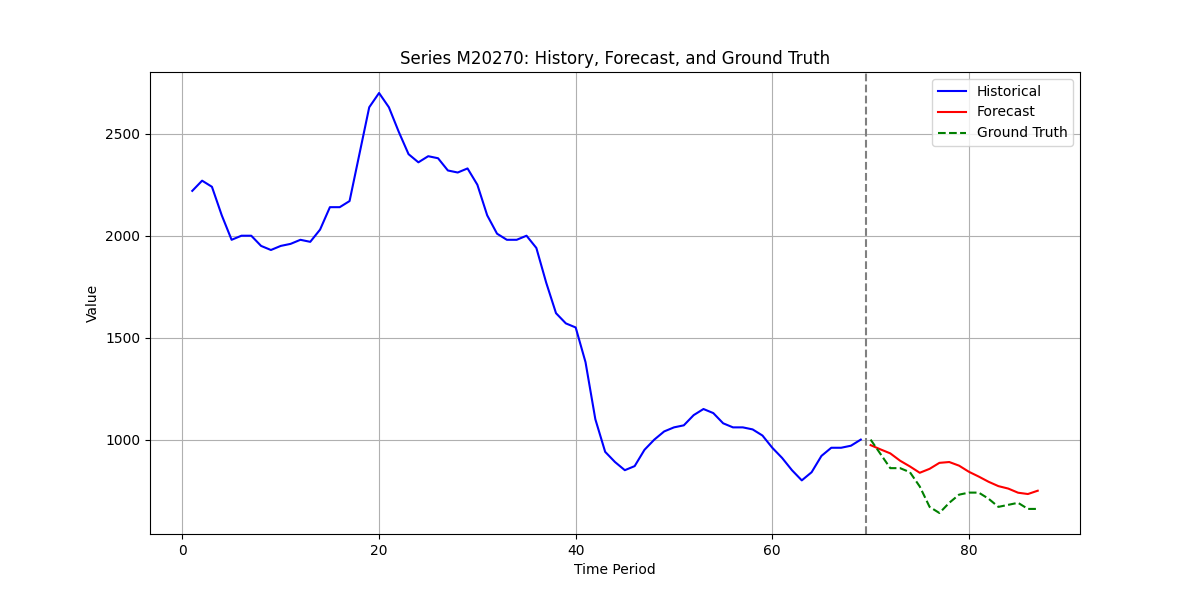 Series M20270: History, Forecast, and Ground Truth
Historical
Forecast
Ground Truth
2500
2000
1500
1000
Value
0
20
40
60
80
Time Period